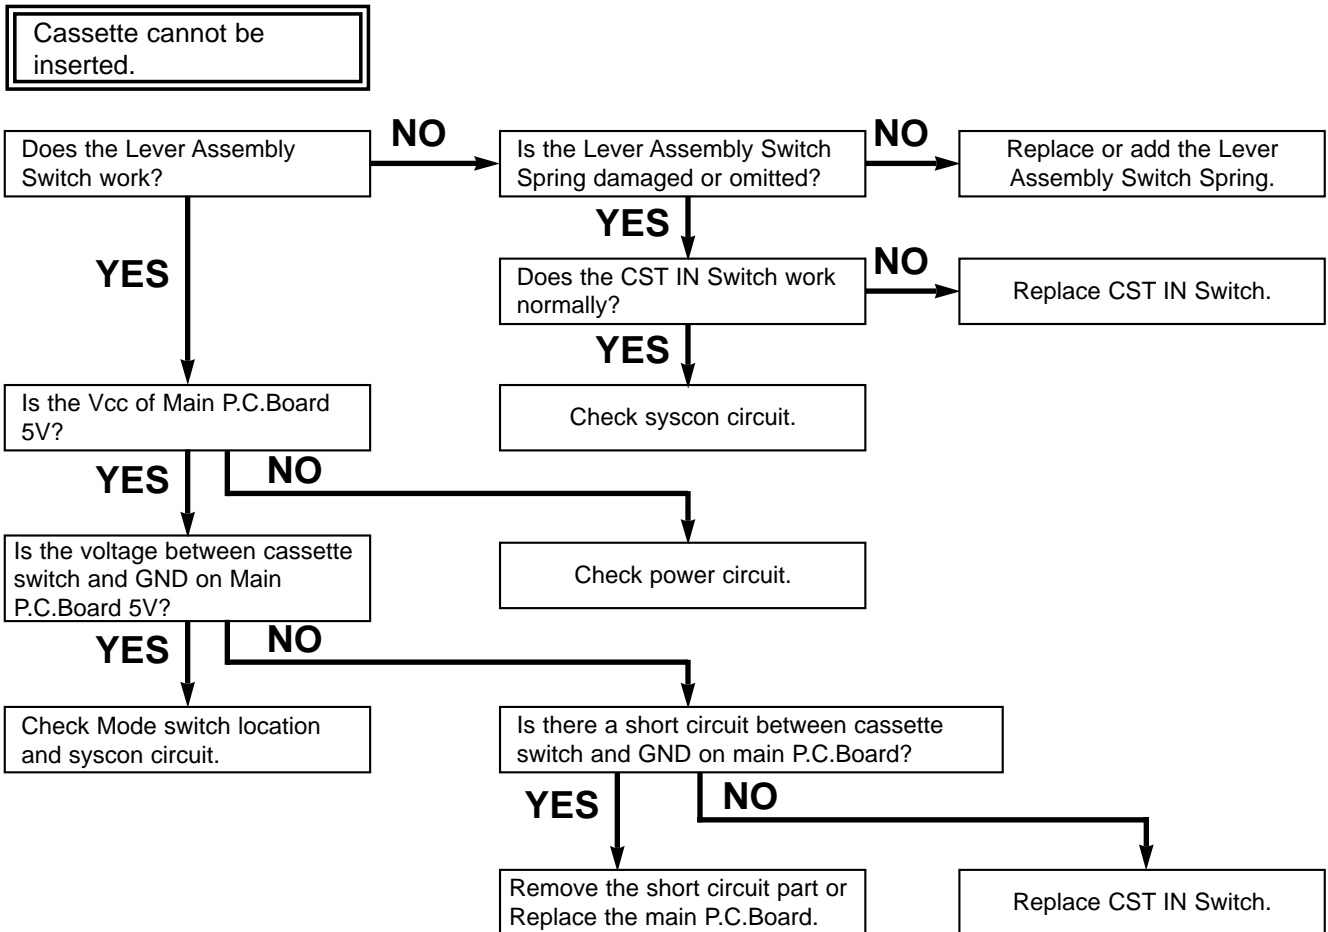 Cassette cannot be
inserted.
Does the Lever Assembly
Switch work?
NO
Is the Lever Assembly Switch
Spring damaged or omitted?
NO
Replace or add the Lever
Assembly Switch Spring.
YES
YES
Does the CST IN Switch work
normally?
NO
Replace CST IN Switch.
YES
Is the Vcc of Main P.C.Board
5V?
Check syscon circuit.
YES
NO
Is the voltage between cassette
switch and GND on Main
P.C.Board 5V?
Check power circuit.
YES
NO
Check Mode switch location
and syscon circuit.
Is there a short circuit between cassette
switch and GND on main P.C.Board?
YES
NO
Remove the short circuit part or
Replace the main P.C.Board.
Replace CST IN Switch.